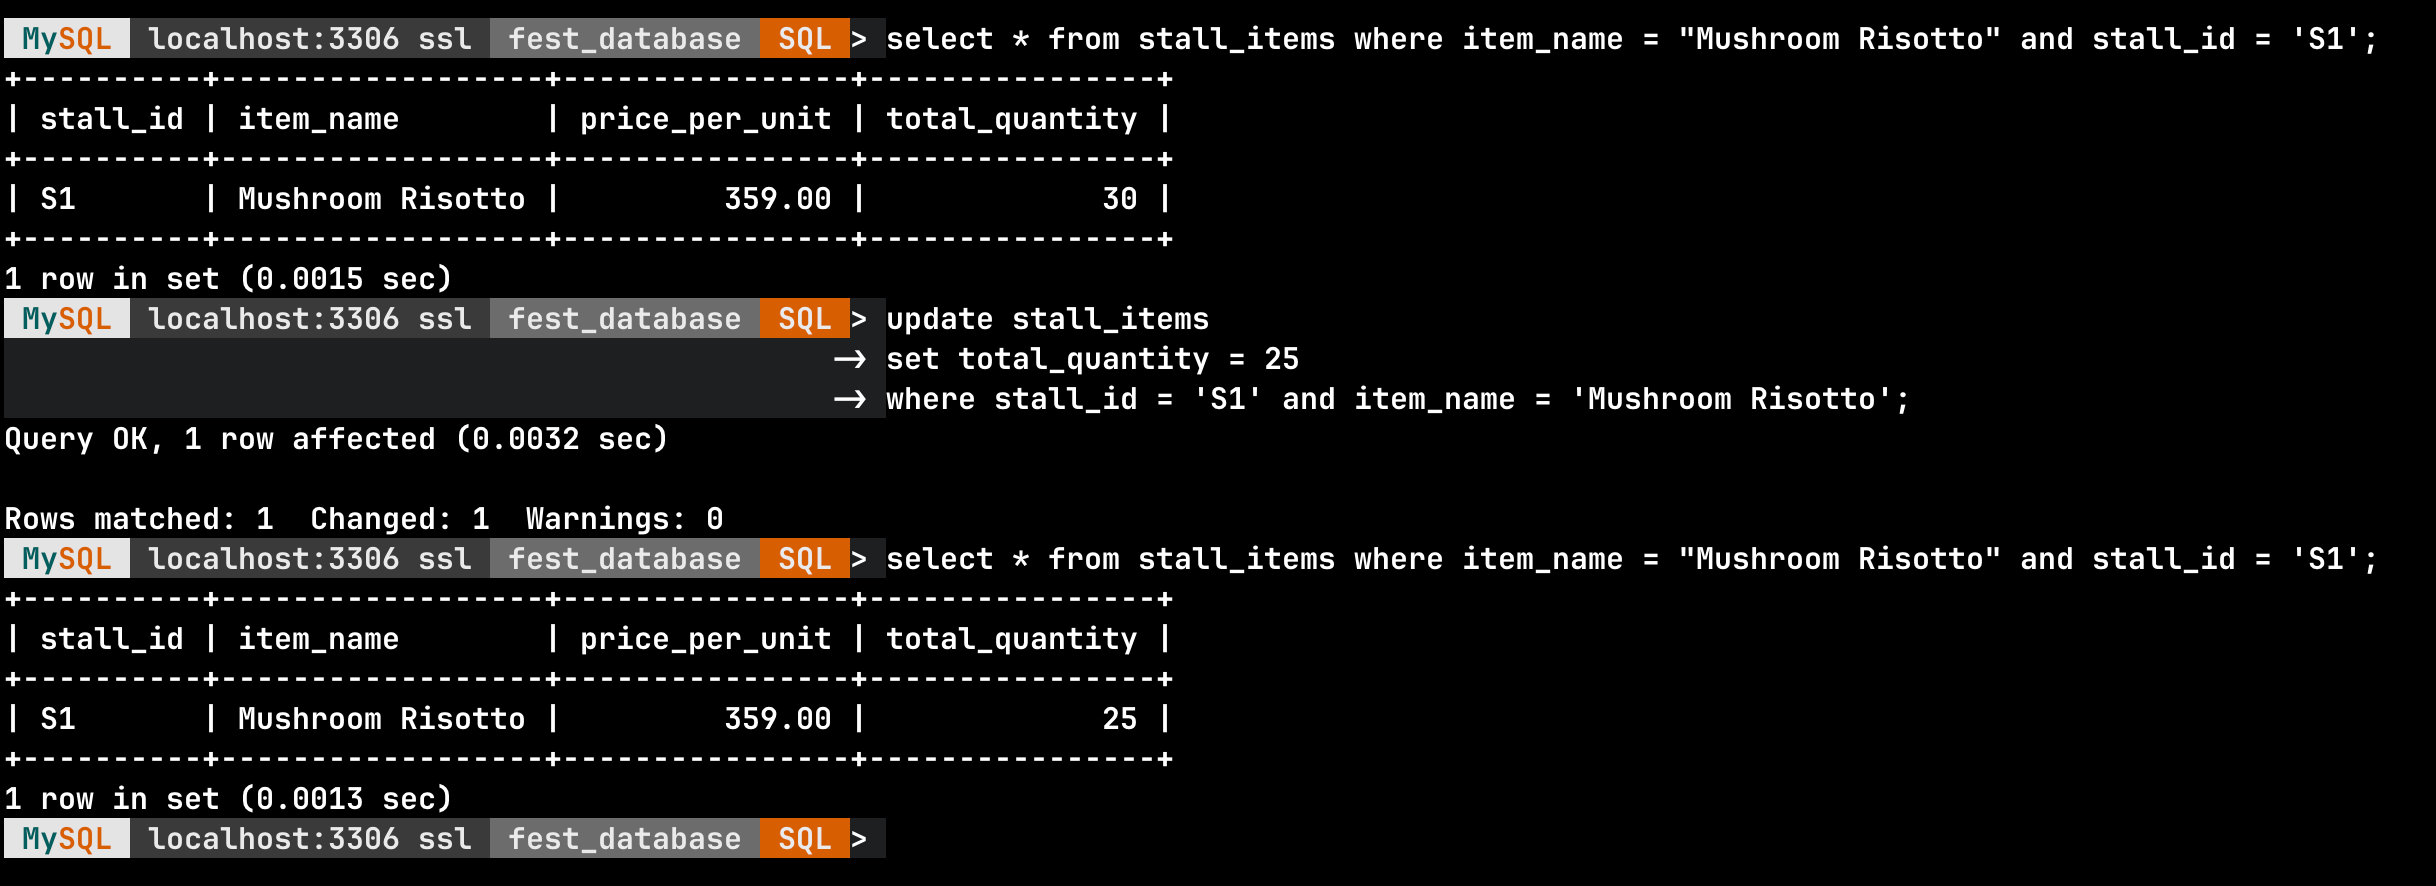 MySQL localhost:3306 ssl fest_database SQL > select * from stall_items where item_name = "Mushroom Risotto" and stall_id = 'S1';
+----------+------------------+----------------+----------------+
| stall_id | item_name        | price_per_unit | total_quantity |
+----------+------------------+----------------+----------------+
| S1       | Mushroom Risotto |         359.00 |             30 |
+----------+------------------+----------------+----------------+
1 row in set (0.0015 sec)
MySQL localhost:3306 ssl fest_database SQL > update stall_items
-> set total_quantity = 25
-> where stall_id = 'S1' and item_name = 'Mushroom Risotto';
Query OK, 1 row affected (0.0032 sec)

Rows matched: 1  Changed: 1  Warnings: 0
MySQL localhost:3306 ssl fest_database SQL > select * from stall_items where item_name = "Mushroom Risotto" and stall_id = 'S1';
+----------+------------------+----------------+----------------+
| stall_id | item_name        | price_per_unit | total_quantity |
+----------+------------------+----------------+----------------+
| S1       | Mushroom Risotto |         359.00 |             25 |
+----------+------------------+----------------+----------------+
1 row in set (0.0013 sec)
MySQL localhost:3306 ssl fest_database SQL >